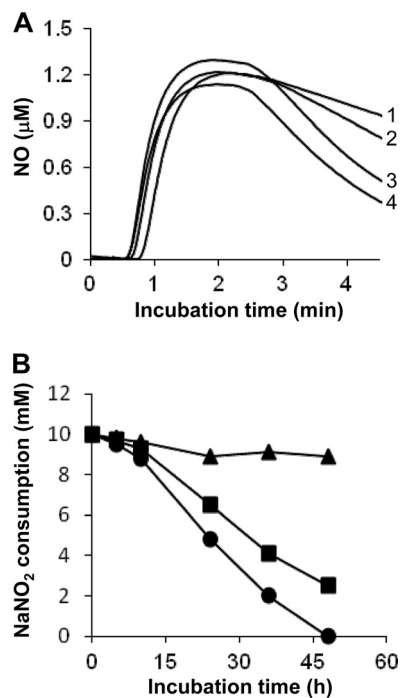 A
NO (μM)
1.5
1.2
0.9
0.6
0.3
0
0 1 2 3 4
1
2
3
4
Incubation time (min)
B
NaNO2 consumption (mM)
12
10
8
6
4
2
0
0 15 30 45 60
Incubation time (h)